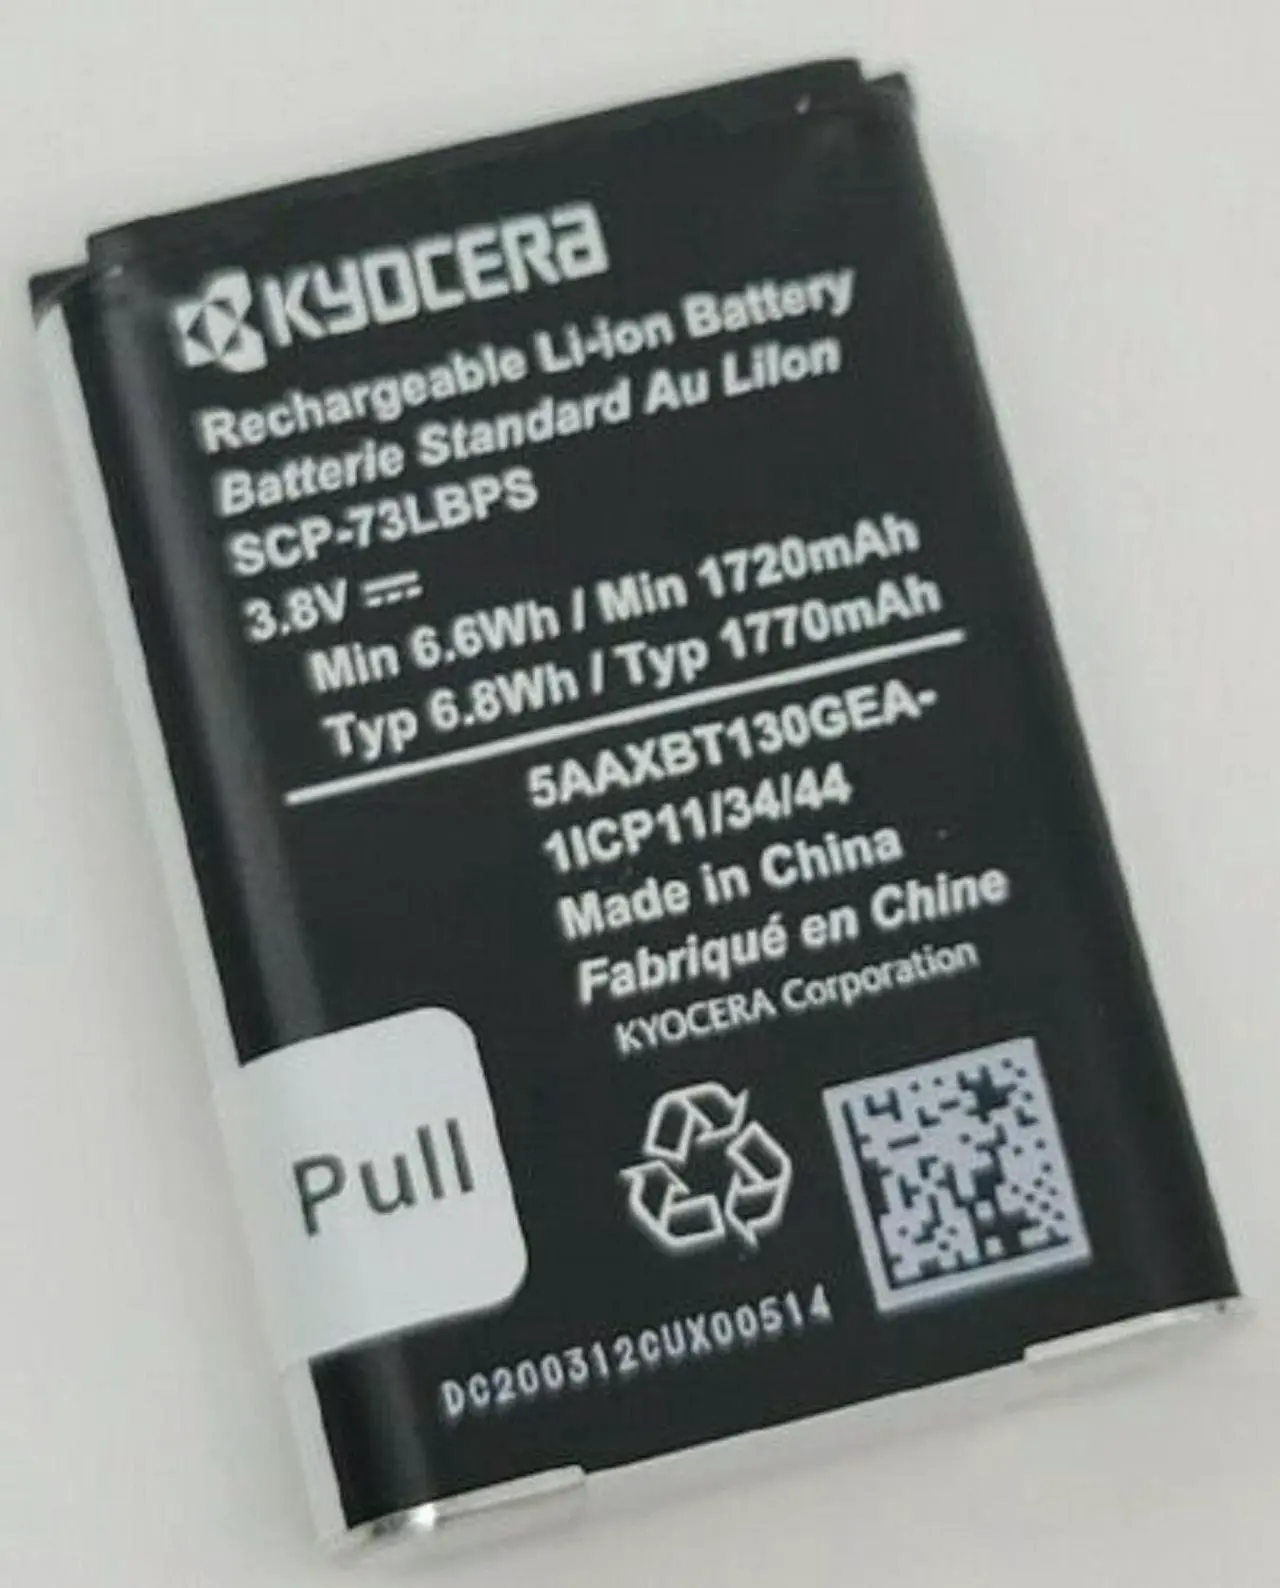 KYOCERA
Rechargeable Li-ion Battery
Batterie Standard Au LiIon
SCP-73LBPS
3.8V
Min 6.6Wh / Min 1720mAh
Typ 6.8Wh / Typ 1770mAh
5AAXBT130GEA-
1ICP11/34/44
Made in China
Fabriqué en Chine
KYOCERA Corporation
Pull
DC200312CUX00514